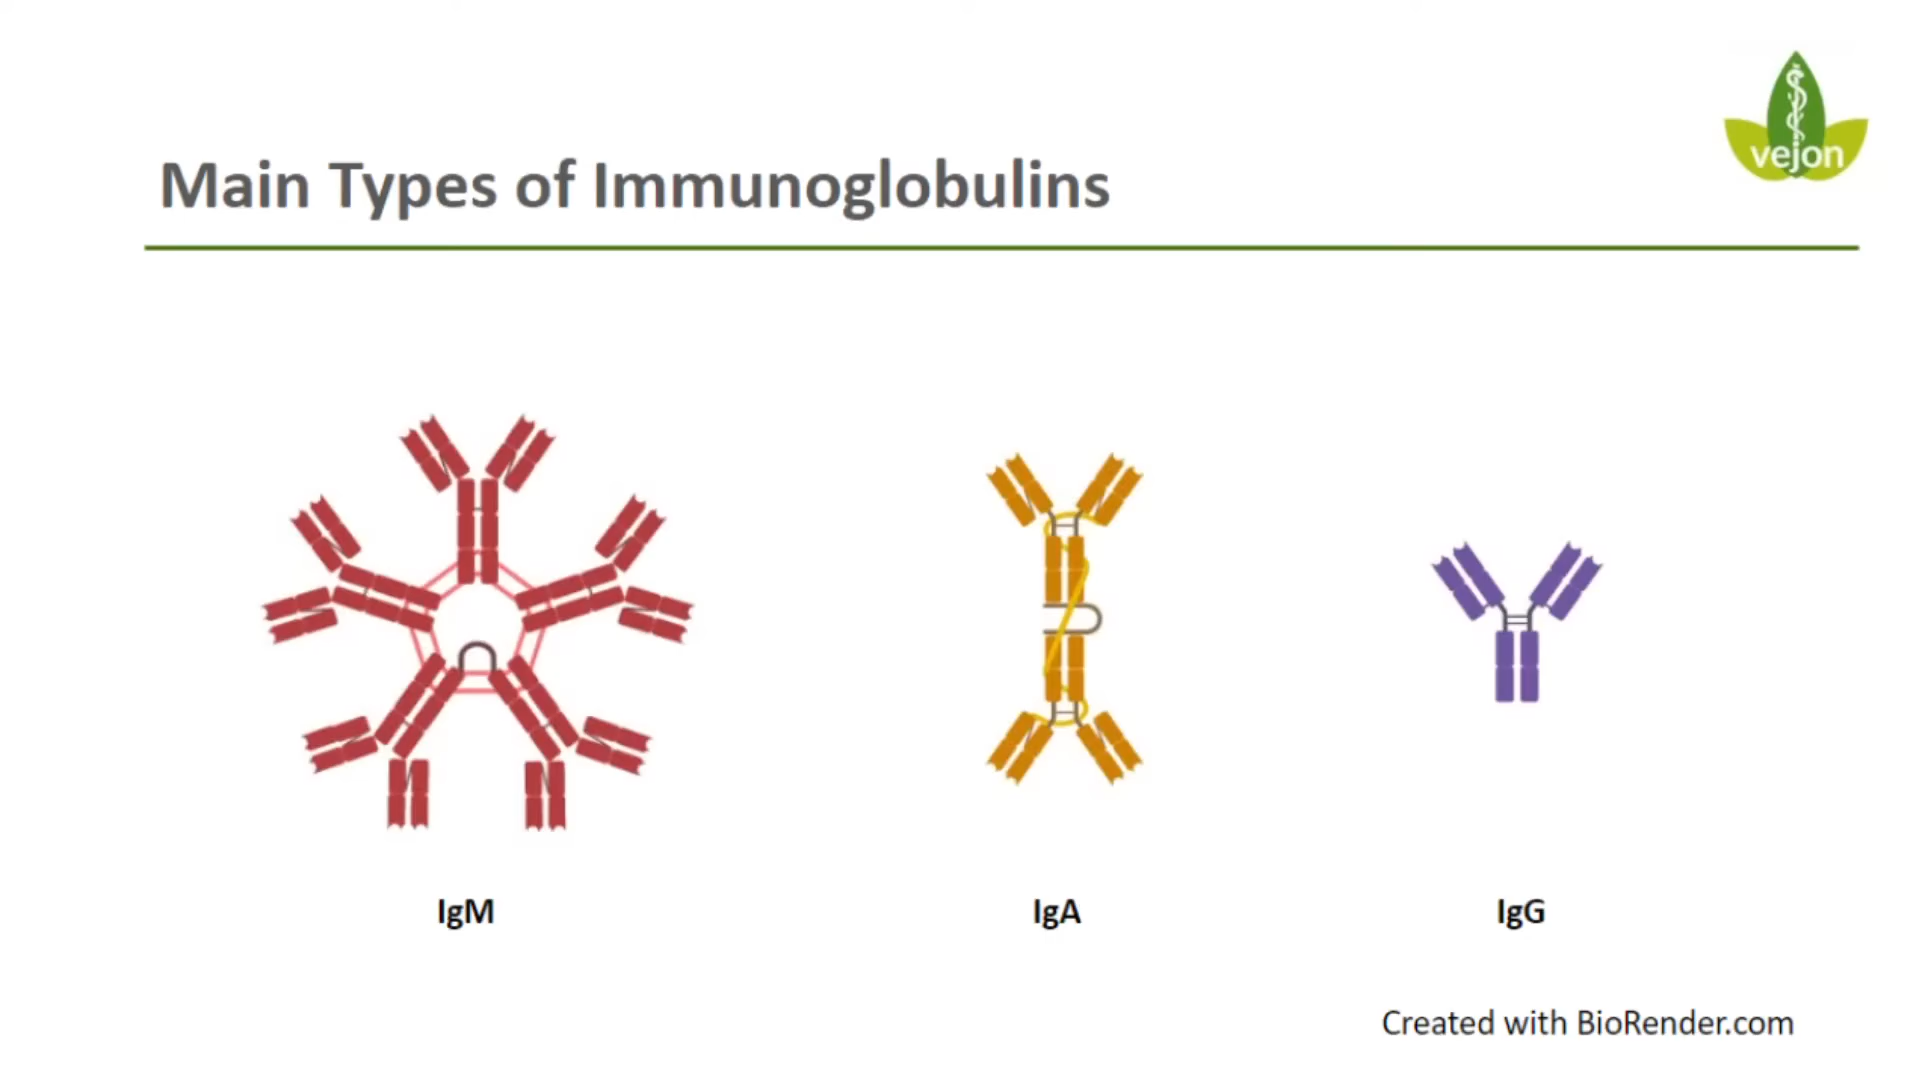 vejon
Main Types of Immunoglobulins
IgM
IgA
IgG
Created with BioRender.com